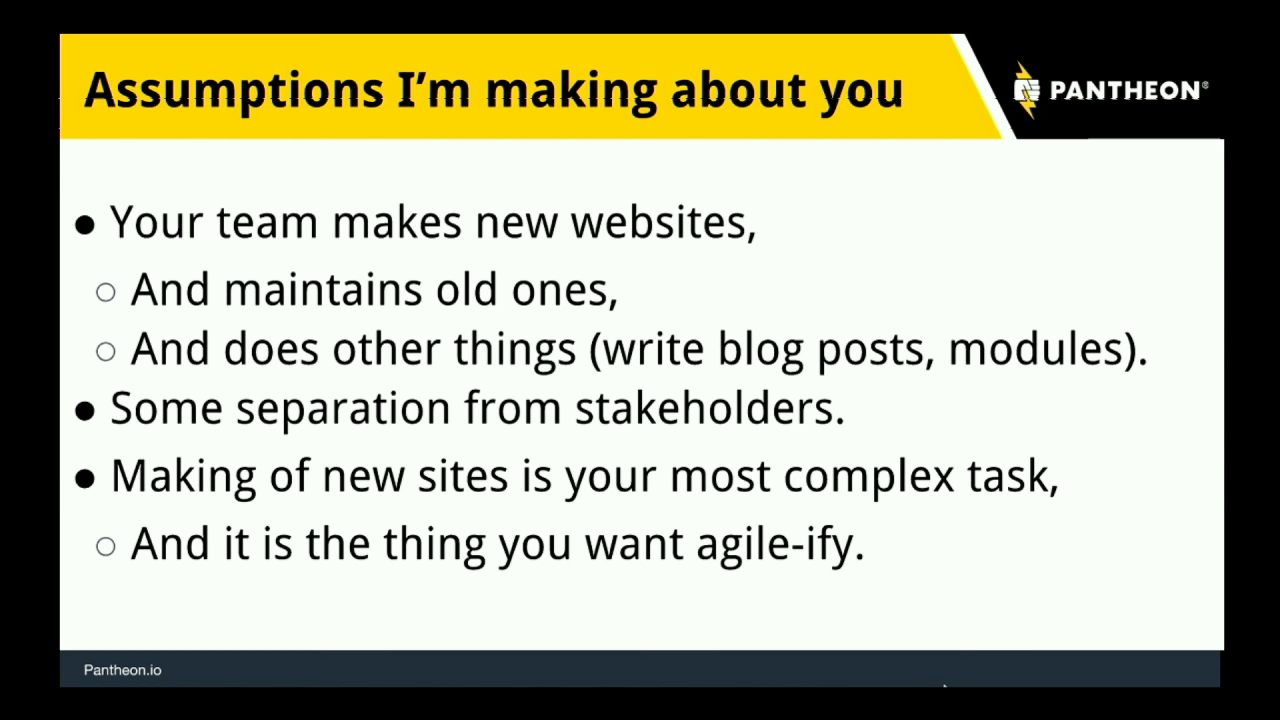 Assumptions I’m making about you
PANTHEON®
● Your team makes new websites,
○ And maintains old ones,
○ And does other things (write blog posts, modules).
● Some separation from stakeholders.
● Making of new sites is your most complex task,
○ And it is the thing you want agile-ify.
Pantheon.io